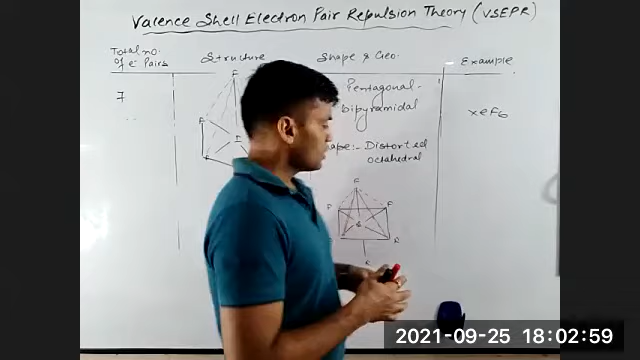 Valence Shell Electron Pair Repulsion Theory (VSEPR)
Total no. of e⁻ Pairs
Structure
Shape & Geo.
Example
7
F
F
F
Pentagonal-
bipyramidal
Distorted
octahedral
F
F
F
XeF6
2021-09-25 18:02:59